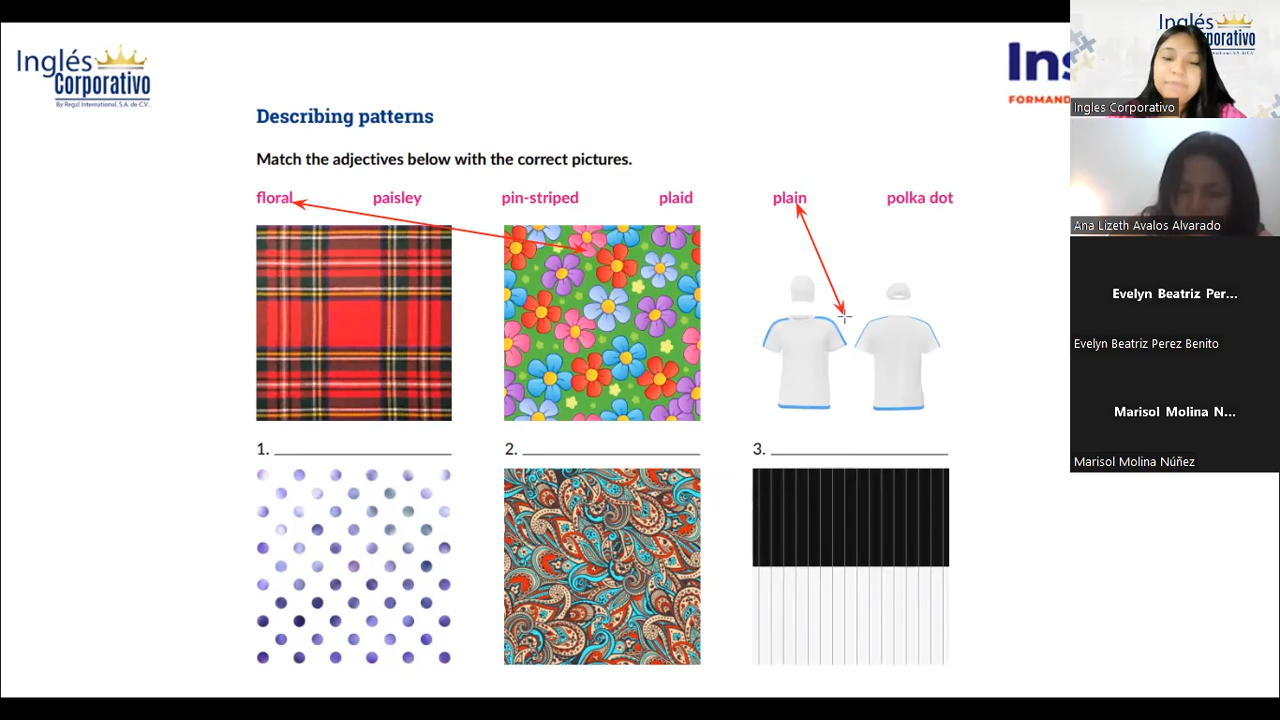 Inglés
Corporativo
By Regal International, S.A. de C.V.
Ins
FORMAND
Describing patterns
Match the adjectives below with the correct pictures.
floral paisley pin-striped plaid plain polka dot
1. 2. 3.
Inglés
Corporativo
Ingles Corporativo
Ana Lizeth Avalos Alvarado
Evelyn Beatriz Per...
Evelyn Beatriz Perez Benito
Marisol Molina N...
Marisol Molina Núñez